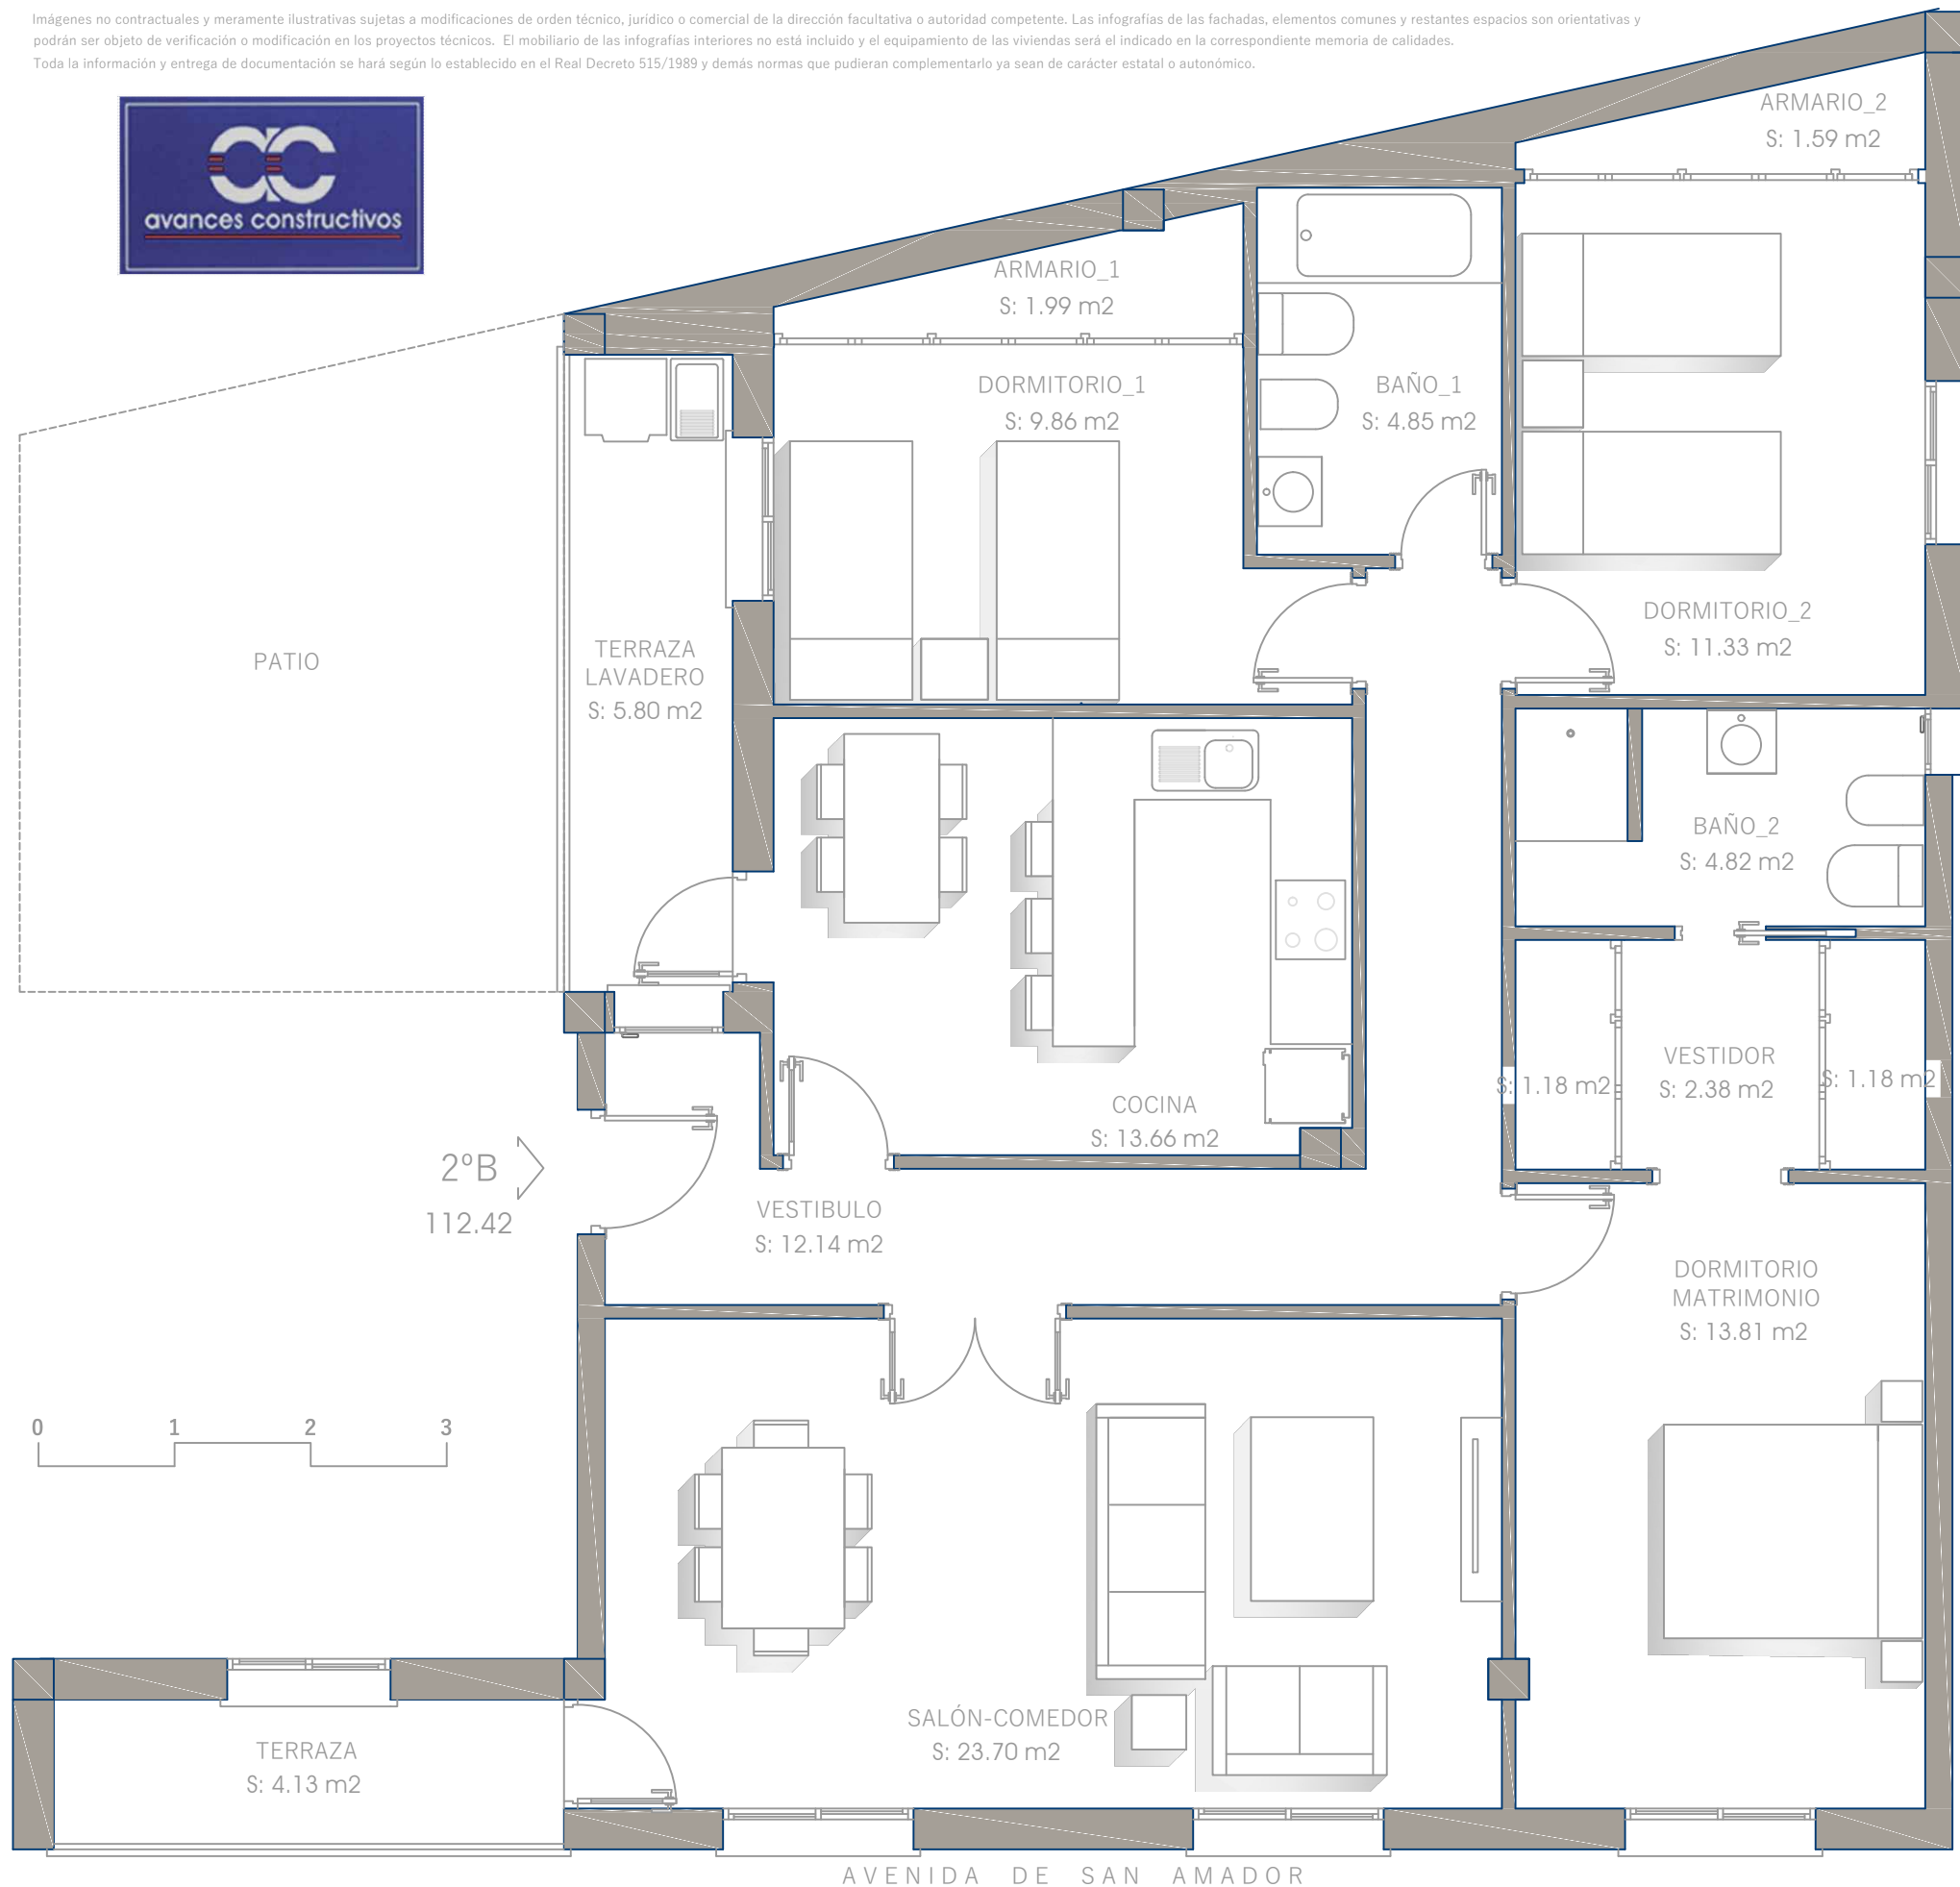 Imágenes no contractuales y meramente ilustrativas sujetas a modificaciones de orden técnico, jurídico o comercial de la dirección facultativa o autoridad competente. Las infografías de las fachadas, elementos comunes y restantes espacios son orientativas y
podrán ser objeto de verificación o modificación en los proyectos técnicos. El mobiliario de las infografías interiores no está incluido y el equipamiento de las viviendas será el indicado en la correspondiente memoria de calidades.
Toda la información y entrega de documentación se hará según lo establecido en el Real Decreto 515/1989 y demás normas que pudieran complementarlo ya sean de carácter estatal o autonómico.
ac
avances constructivos
ARMARIO_2
S: 1.59 m2
ARMARIO_1
S: 1.99 m2
DORMITORIO_1
S: 9.86 m2
BAÑO_1
S: 4.85 m2
DORMITORIO_2
S: 11.33 m2
PATIO
TERRAZA
LAVADERO
S: 5.80 m2
BAÑO_2
S: 4.82 m2
S: 1.18 m2
VESTIDOR
S: 2.38 m2
S: 1.18 m2
COCINA
S: 13.66 m2
2ºB
112.42
VESTIBULO
S: 12.14 m2
DORMITORIO
MATRIMONIO
S: 13.81 m2
0 1 2 3
SALÓN-COMEDOR
S: 23.70 m2
TERRAZA
S: 4.13 m2
AVENIDA DE SAN AMADOR